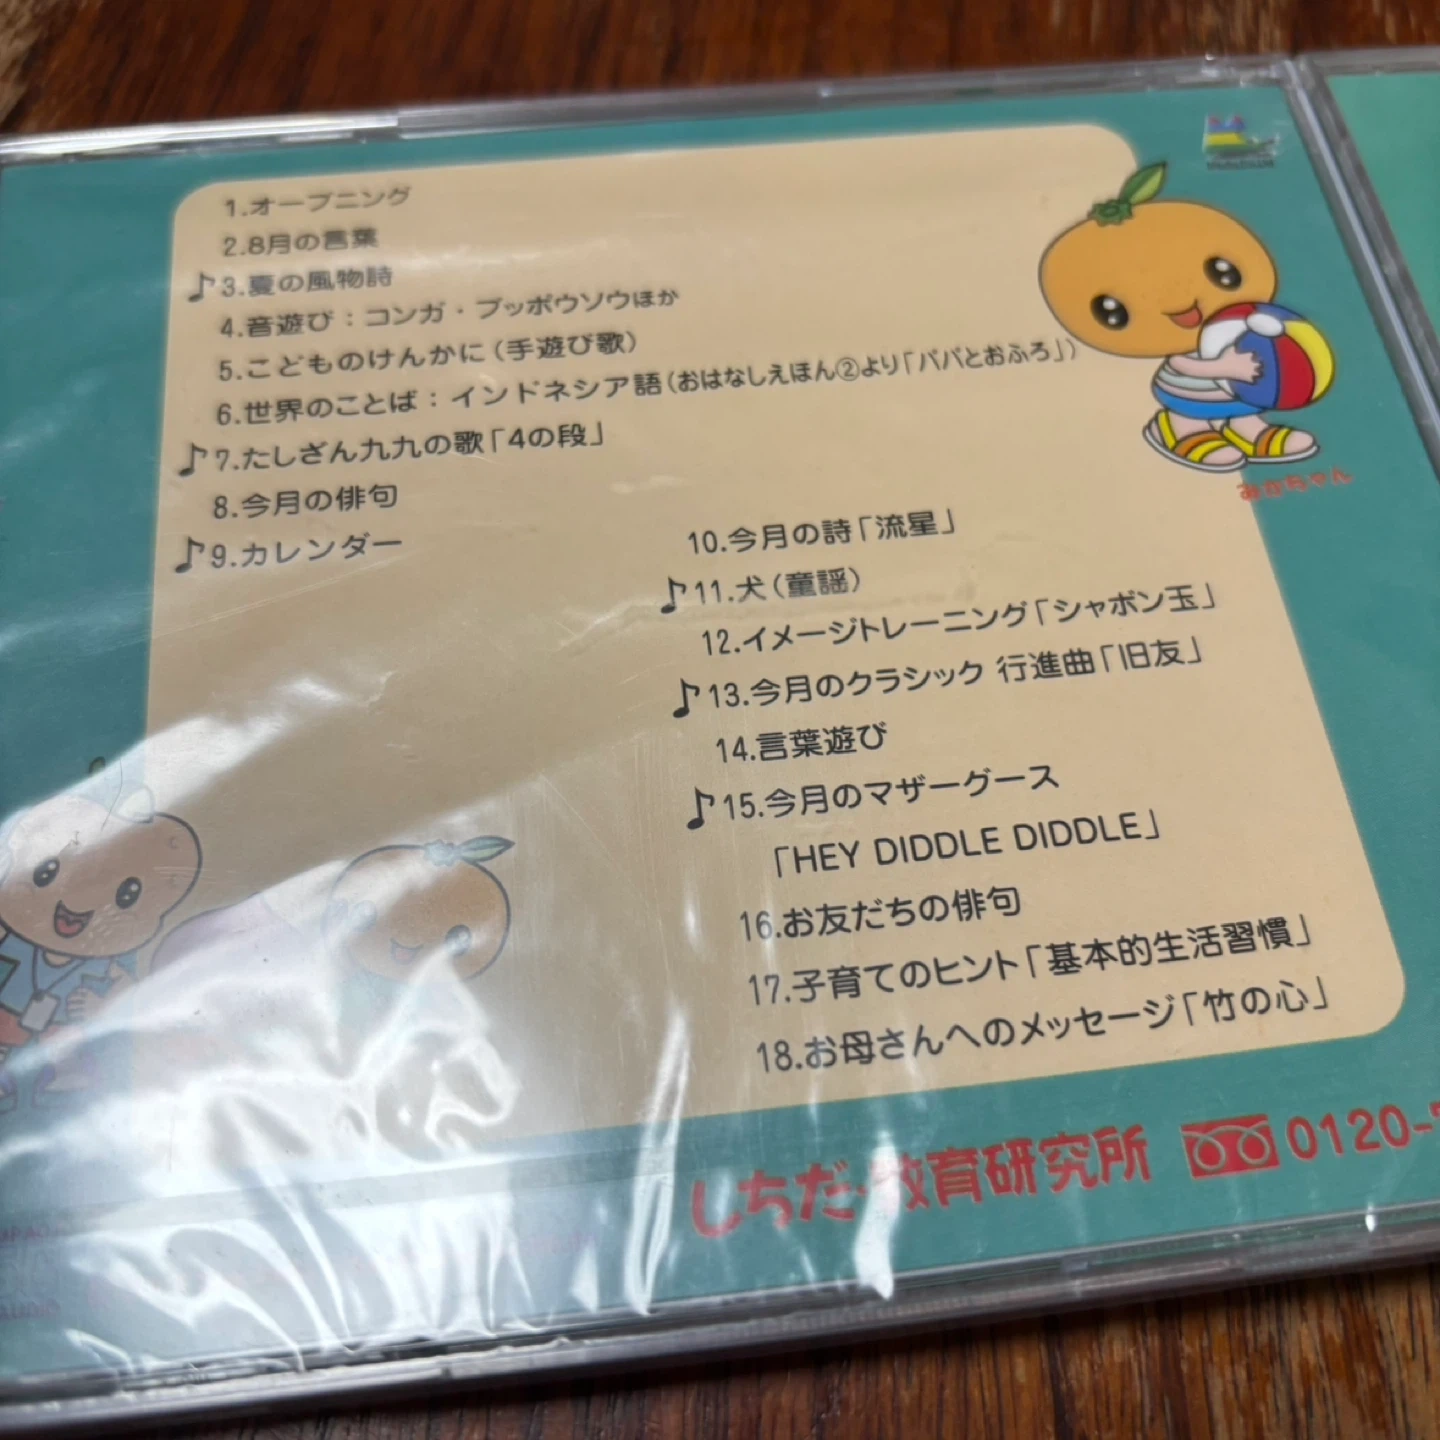 1.オープニング
2.8月の言葉
♪3.夏の風物詩
4.音遊び：コンガ・ブッポウソウほか
5.こどものけんかに(手遊び歌)
6.世界のことば：インドネシア語(おはなしえほん②より「パパとおふろ」)
♪7.たしざん九九の歌「4の段」
8.今月の俳句
♪9.カレンダー
10.今月の詩「流星」
♪11.犬(童謡)
12.イメージトレーニング「シャボン玉」
♪13.今月のクラシック 行進曲「旧友」
14.言葉遊び
♪15.今月のマザーグース
「HEY DIDDLE DIDDLE」
16.お友だちの俳句
17.子育てのヒント「基本的生活習慣」
18.お母さんへのメッセージ「竹の心」
みかちゃん
しちだ・教育研究所 0120-7